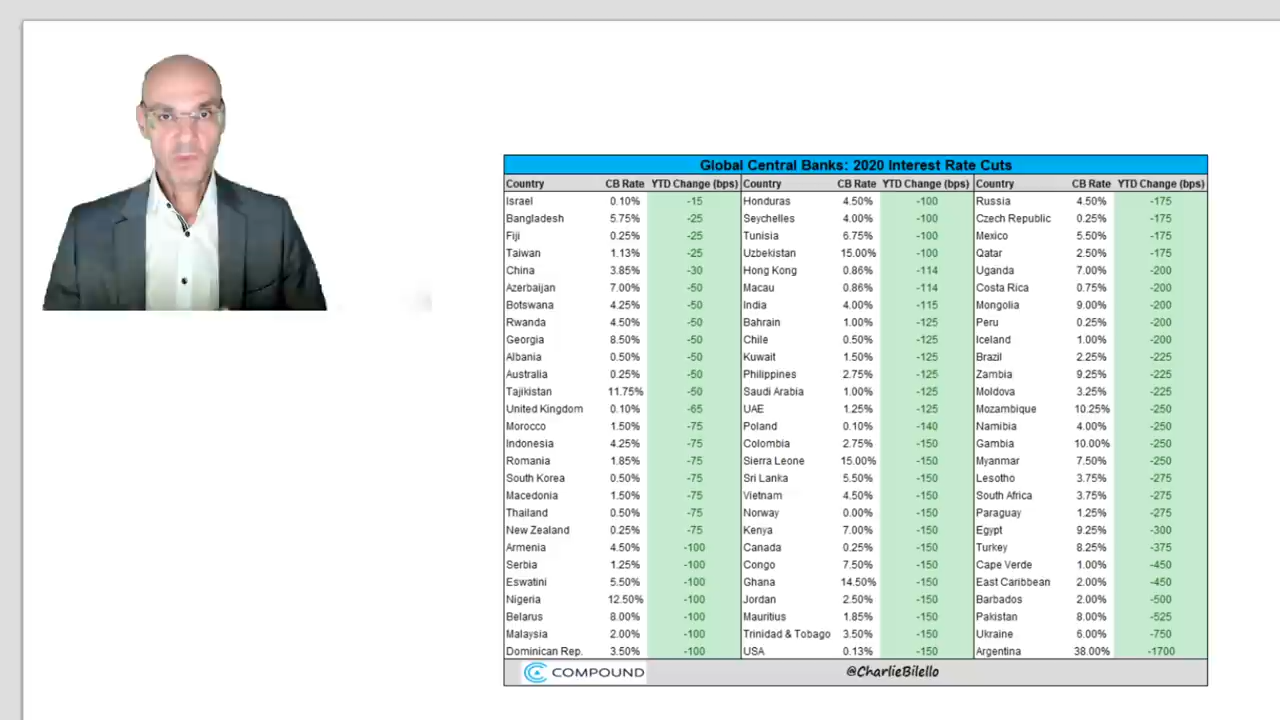 Global Central Banks: 2020 Interest Rate Cuts
Country CB Rate YTD Change (bps) Country CB Rate YTD Change (bps) Country CB Rate YTD Change (bps)
Israel 0.10% -15 Honduras 4.50% -100 Russia 4.50% -175
Bangladesh 5.75% -25 Seychelles 4.00% -100 Czech Republic 0.25% -175
Fiji 0.25% -25 Tunisia 6.75% -100 Mexico 5.50% -175
Taiwan 1.13% -25 Uzbekistan 15.00% -100 Qatar 2.50% -175
China 3.85% -30 Hong Kong 0.86% -114 Uganda 7.00% -200
Azerbaijan 7.00% -50 Macau 0.86% -114 Costa Rica 0.75% -200
Botswana 4.25% -50 India 4.00% -115 Mongolia 9.00% -200
Rwanda 4.50% -50 Bahrain 1.00% -125 Peru 0.25% -200
Georgia 8.50% -50 Chile 0.50% -125 Iceland 1.00% -200
Albania 0.50% -50 Kuwait 1.50% -125 Brazil 2.25% -225
Australia 0.25% -50 Philippines 2.75% -125 Zambia 9.25% -225
Tajikistan 11.75% -50 Saudi Arabia 1.00% -125 Moldova 3.25% -225
United Kingdom 0.10% -65 UAE 1.25% -125 Mozambique 10.25% -250
Morocco 1.50% -75 Poland 0.10% -140 Namibia 4.00% -250
Indonesia 4.25% -75 Colombia 2.75% -150 Gambia 10.00% -250
Romania 1.85% -75 Sierra Leone 15.00% -150 Myanmar 7.50% -250
South Korea 0.50% -75 Sri Lanka 5.50% -150 Lesotho 3.75% -275
Macedonia 1.50% -75 Vietnam 4.50% -150 South Africa 3.75% -275
Thailand 0.50% -75 Norway 0.00% -150 Paraguay 1.25% -275
New Zealand 0.25% -75 Kenya 7.00% -150 Egypt 9.25% -300
Armenia 4.50% -100 Canada 0.25% -150 Turkey 8.25% -375
Serbia 1.25% -100 Congo 7.50% -150 Cape Verde 1.00% -450
Eswatini 5.50% -100 Ghana 14.50% -150 East Caribbean 2.00% -450
Nigeria 12.50% -100 Jordan 2.50% -150 Barbados 2.00% -500
Belarus 8.00% -100 Mauritius 1.85% -150 Pakistan 8.00% -525
Malaysia 2.00% -100 Trinidad & Tobago 3.50% -150 Ukraine 6.00% -750
Dominican Rep. 3.50% -100 USA 0.13% -150 Argentina 38.00% -1700
COMPOUND @CharlieBilello